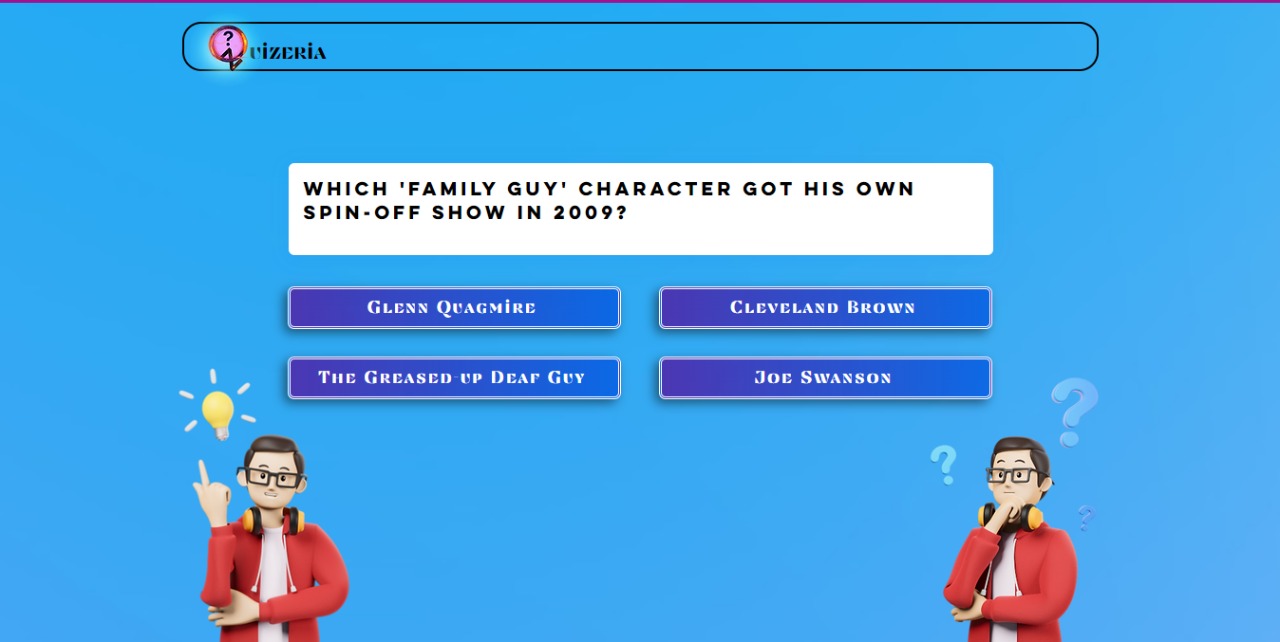 Quizeria
WHICH 'FAMILY GUY' CHARACTER GOT HIS OWN
SPIN-OFF SHOW IN 2009?
Glenn Quagmire
Cleveland Brown
The Greased-up Deaf Guy
Joe Swanson